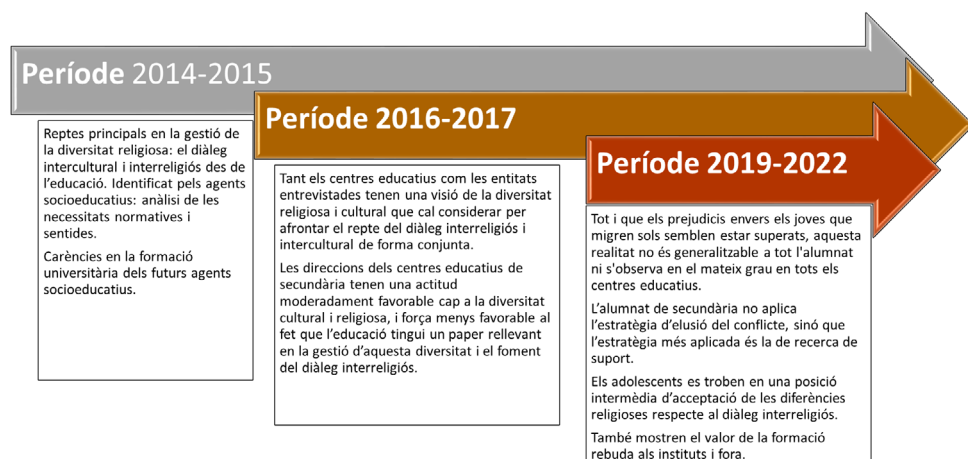 Període 2014-2015
Reptes principals en la gestió de
la diversitat religiosa: el diàleg
intercultural i interreligiós des de
l'educació. Identificat pels agents
socioeducatius: anàlisi de les
necessitats normatives i
sentides.
Carències en la formació
universitària dels futurs agents
socioeducatius.
Període 2016-2017
Tant els centres educatius com les entitats
entrevistades tenen una visió de la diversitat
religiosa i cultural que cal considerar per
afrontar el repte del diàleg interreligiós i
intercultural de forma conjunta.
Les direccions dels centres educatius de
secundària tenen una actitud
moderadament favorable cap a la diversitat
cultural i religiosa, i força menys favorable al
fet que l'educació tingui un paper rellevant
en la gestió d'aquesta diversitat i el foment
del diàleg interreligiós.
Període 2019-2022
Tot i que els prejudicis envers els joves que
migren sols semblen estar superats, aquesta
realitat no és generalitzable a tot l'alumnat
ni s'observa en el mateix grau en tots els
centres educatius.
L'alumnat de secundària no aplica
l'estratègia d'elusió del conflicte, sinó que
l'estratègia més aplicada és la de recerca de
suport.
Els adolescents es troben en una posició
intermèdia d'acceptació de les diferències
religioses respecte al diàleg interreligiós.
També mostren el valor de la formació
rebuda als instituts i fora.